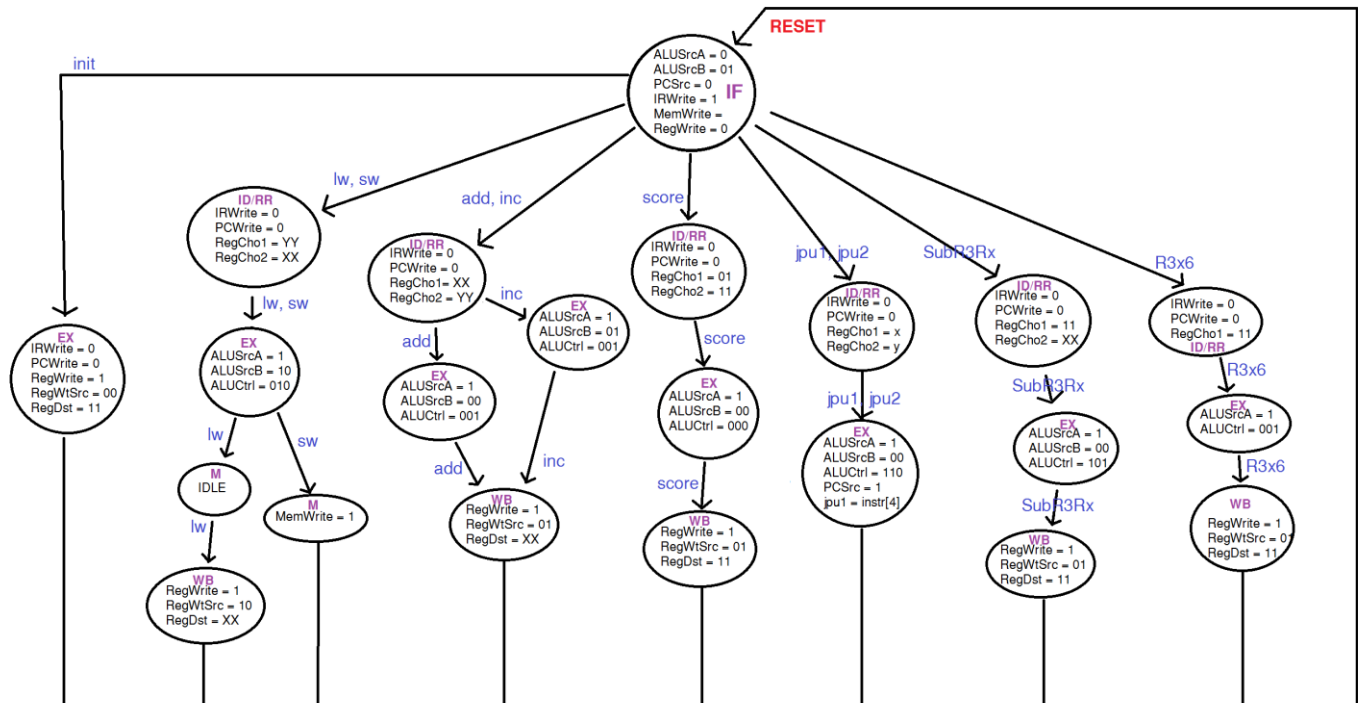 RESET
init
ALUSrcA = 0
ALUSrcB = 01
PCSrc = 0
IRWrite = 1
IF
MemWrite =
RegWrite = 0
lw, sw
add, inc
score
jpu1, jpu2
SubR3Rx
R3x6
EX
IRWrite = 0
PCWrite = 0
RegWrite = 1
RegWtSrc = 00
RegDst = 11
ID/RR
IRWrite = 0
PCWrite = 0
RegCho1 = YY
RegCho2 = XX
lw, sw
EX
ALUSrcA = 1
ALUSrcB = 10
ALUCtrl = 010
lw
sw
M
IDLE
lw
M
MemWrite = 1
WB
RegWrite = 1
RegWtSrc = 10
RegDst = XX
ID/RR
IRWrite = 0
PCWrite = 0
RegCho1= XX
RegCho2 = YY
inc
add
EX
ALUSrcA = 1
ALUSrcB = 01
ALUCtrl = 001
EX
ALUSrcA = 1
ALUSrcB = 00
ALUCtrl = 001
add
inc
WB
RegWrite = 1
RegWtSrc = 01
RegDst = XX
ID/RR
IRWrite = 0
PCWrite = 0
RegCho1 = 01
RegCho2 = 11
score
EX
ALUSrcA = 1
ALUSrcB = 00
ALUCtrl = 000
score
WB
RegWrite = 1
RegWtSrc = 01
RegDst = 11
ID/RR
IRWrite = 0
PCWrite = 0
RegCho1 = x
RegCho2 = y
jpu1 jpu2
EX
ALUSrcA = 1
ALUSrcB = 00
ALUCtrl = 110
PCSrc = 1
jpu1 = instr[4]
ID/RR
IRWrite = 0
PCWrite = 0
RegCho1 = 11
RegCho2 = XX
SubR3Rx
EX
ALUSrcA = 1
ALUSrcB = 00
ALUCtrl = 101
SubR3Rx
WB
RegWrite = 1
RegWtSrc = 01
RegDst = 11
IRWrite = 0
PCWrite = 0
RegCho1 = 11
ID/RR
R3x6
EX
ALUSrcA = 1
ALUCtrl = 001
R3x6
WB
RegWrite = 1
RegWtSrc = 01
RegDst = 11